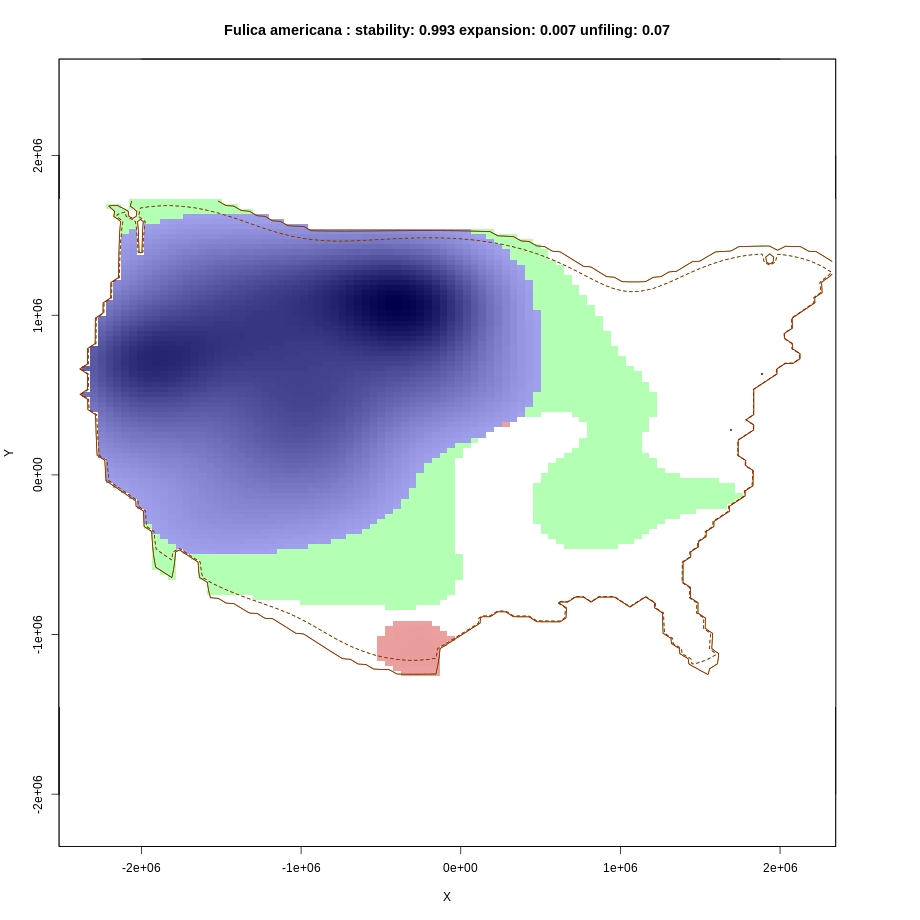 Fulica americana : stability: 0.993 expansion: 0.007 unfiling: 0.07
2e+06
1e+06
0e+00
-1e+06
-2e+06
Y
-2e+06 -1e+06 0e+00 1e+06 2e+06
X